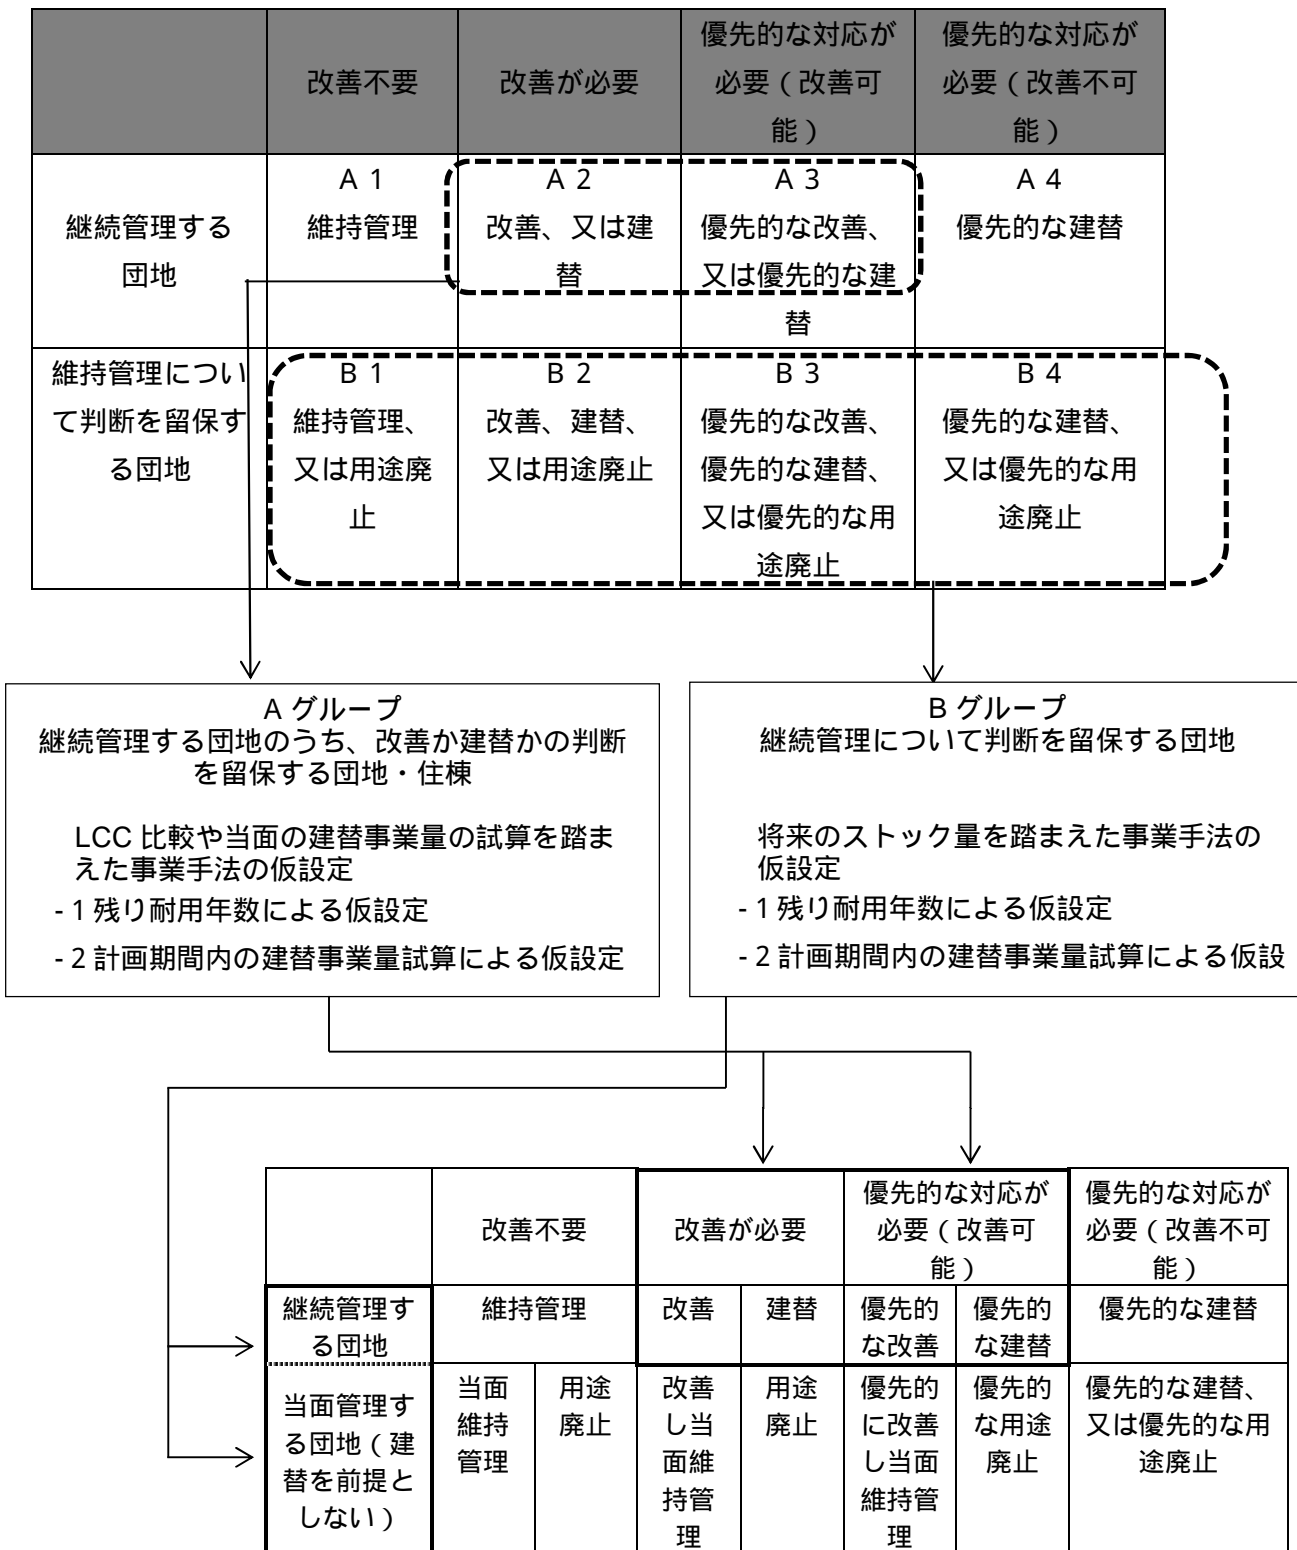 改善不要
改善が必要
優先的な対応が
必要（改善可
能）
優先的な対応が
必要（改善不可
能）
継続管理する
団地
A 1
維持管理
A 2
改善、又は建
替
A 3
優先的な改善、
又は優先的な建
替
A 4
優先的な建替
維持管理につい
て判断を留保す
る団地
B 1
維持管理、
又は用途廃
止
B 2
改善、建替、
又は用途廃止
B 3
優先的な改善、
優先的な建替、
又は優先的な用
途廃止
B 4
優先的な建替、
又は優先的な用
途廃止
A グループ
継続管理する団地のうち、改善か建替かの判断
を留保する団地・住棟
LCC 比較や当面の建替事業量の試算を踏ま
えた事業手法の仮設定
- 1 残り耐用年数による仮設定
- 2 計画期間内の建替事業量試算による仮設定
B グループ
継続管理について判断を留保する団地
将来のストック量を踏まえた事業手法の
仮設定
- 1 残り耐用年数による仮設定
- 2 計画期間内の建替事業量試算による仮設
改善不要
改善が必要
優先的な対応が
必要（改善可
能）
優先的な対応が
必要（改善不可
能）
継続管理す
る団地
維持管理
改善
建替
優先的
な改善
優先的
な建替
優先的な建替
当面管理す
る団地（建
替を前提と
しない）
当面
維持
管理
用途
廃止
改善
し当
面維
持管
理
用途
廃止
優先的
に改善
し当面
維持管
理
優先的
な用途
廃止
優先的な建替、
又は優先的な用
途廃止